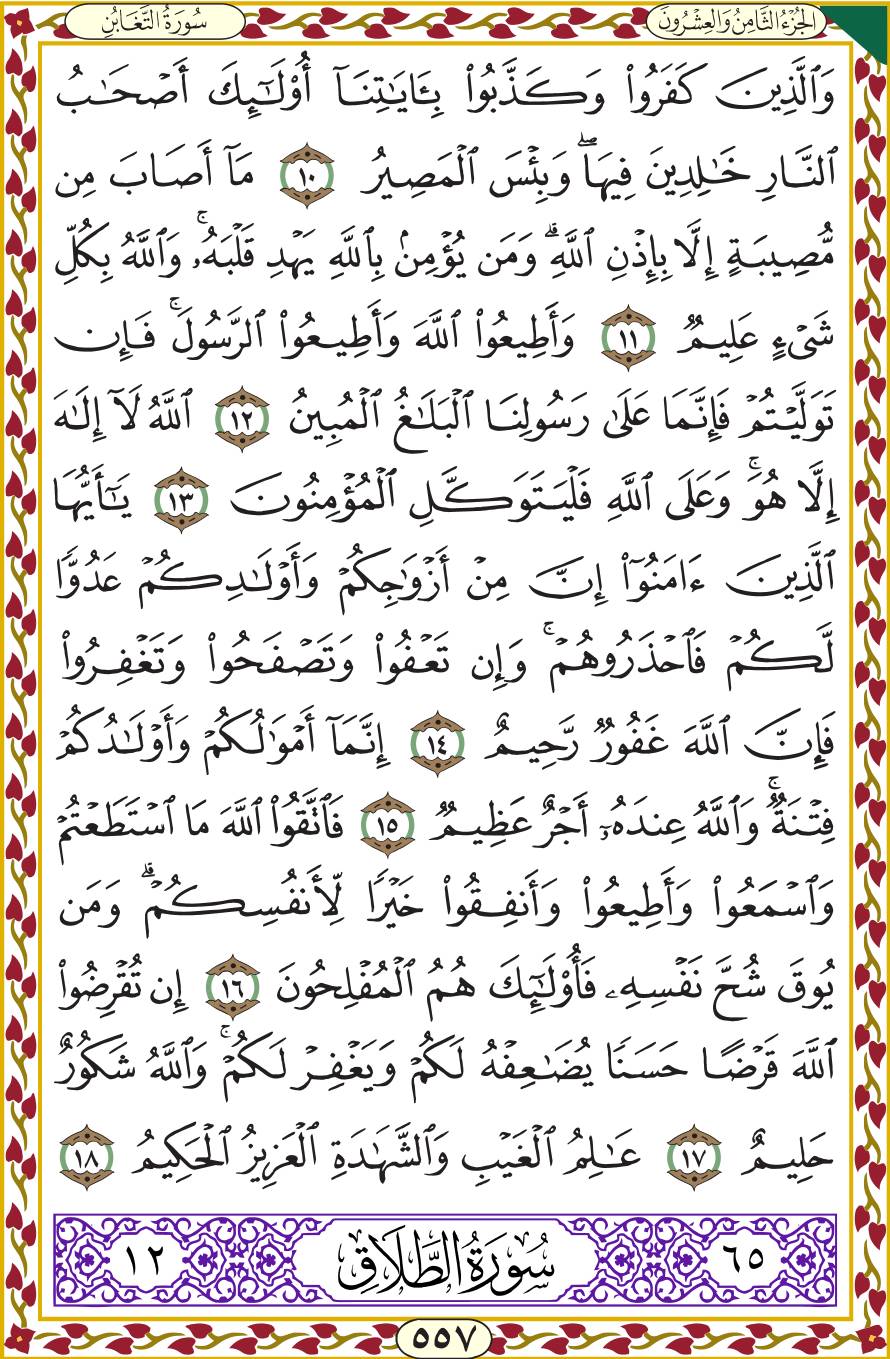 الجُزْءُ الثَّامِنُ وَالعِشْرُونَ
سُورَةُ التَّغَابُنِ
وَٱلَّذِينَ كَفَرُوا۟ وَكَذَّبُوا۟ بِـَٔايَـٰتِنَآ أُو۟لَـٰٓئِكَ أَصْحَـٰبُ
ٱلنَّارِ خَـٰلِدِينَ فِيهَا ۖ وَبِئْسَ ٱلْمَصِيرُ ١٠ مَآ أَصَابَ مِن
مُّصِيبَةٍ إِلَّا بِإِذْنِ ٱللَّهِ ۗ وَمَن يُؤْمِنۢ بِٱللَّهِ يَهْدِ قَلْبَهُۥ ۚ وَٱللَّهُ بِكُلِّ
شَىْءٍ عَلِيمٌ ١١ وَأَطِيعُوا۟ ٱللَّهَ وَأَطِيعُوا۟ ٱلرَّسُولَ ۚ فَإِن
تَوَلَّيْتُمْ فَإِنَّمَا عَلَىٰ رَسُولِنَا ٱلْبَلَـٰغُ ٱلْمُبِينُ ١٢ ٱللَّهُ لَآ إِلَـٰهَ
إِلَّا هُوَ ۚ وَعَلَى ٱللَّهِ فَلْيَتَوَكَّلِ ٱلْمُؤْمِنُونَ ١٣ يَـٰٓأَيُّهَا
ٱلَّذِينَ ءَامَنُوٓا۟ إِنَّ مِنْ أَزْوَٰجِكُمْ وَأَوْلَـٰدِكُمْ عَدُوًّا
لَّكُمْ فَٱحْذَرُوهُمْ ۚ وَإِن تَعْفُوا۟ وَتَصْفَحُوا۟ وَتَغْفِرُوا۟
فَإِنَّ ٱللَّهَ غَفُورٌ رَّحِيمٌ ١٤ إِنَّمَآ أَمْوَٰلُكُمْ وَأَوْلَـٰدُكُمْ
فِتْنَةٌ ۚ وَٱللَّهُ عِندَهُۥٓ أَجْرٌ عَظِيمٌ ١٥ فَٱتَّقُوا۟ ٱللَّهَ مَا ٱسْتَطَعْتُمْ
وَٱسْمَعُوا۟ وَأَطِيعُوا۟ وَأَنفِقُوا۟ خَيْرًا لِّأَنفُسِكُمْ ۗ وَمَن
يُوقَ شُحَّ نَفْسِهِۦ فَأُو۟لَـٰٓئِكَ هُمُ ٱلْمُفْلِحُونَ ١٦ إِن تُقْرِضُوا۟
ٱللَّهَ قَرْضًا حَسَنًا يُضَـٰعِفْهُ لَكُمْ وَيَغْفِرْ لَكُمْ ۚ وَٱللَّهُ شَكُورٌ
حَلِيمٌ ١٧ عَـٰلِمُ ٱلْغَيْبِ وَٱلشَّهَـٰدَةِ ٱلْعَزِيزُ ٱلْحَكِيمُ ١٨
٦٥ سُورَةُ الطَّلَاقِ ١٢
٥٥٧